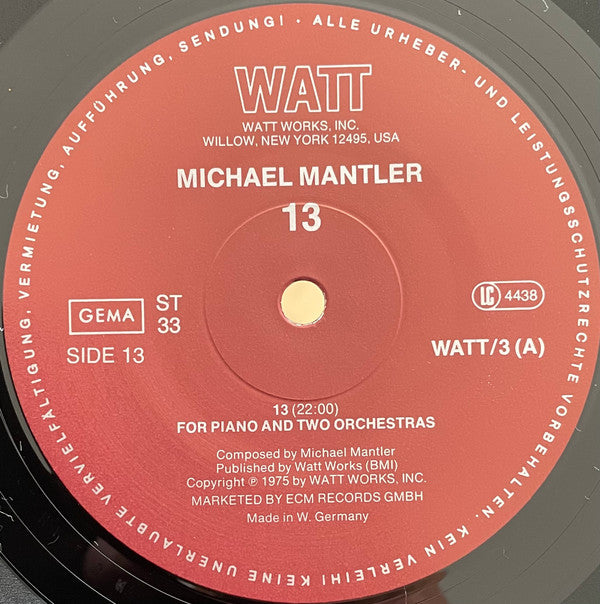 WATT
WATT WORKS, INC.
WILLOW, NEW YORK 12495, USA
MICHAEL MANTLER
13
GEMA
ST
33
SIDE 13
LC 4438
WATT/3 (A)
13 (22:00)
FOR PIANO AND TWO ORCHESTRAS
Composed by Michael Mantler
Published by Watt Works (BMI)
Copyright ℗ 1975 by WATT WORKS, INC.
MARKETED BY ECM RECORDS GMBH
Made in W. Germany
ALLE URHEBER- UND LEISTUNGSSCHUTZRECHTE VORBEHALTEN. KEIN VERLEIH! KEINE UNERLAUBTE VERVIELFÄLTIGUNG, VERMIETUNG, AUFFÜHRUNG, SENDUNG! ·